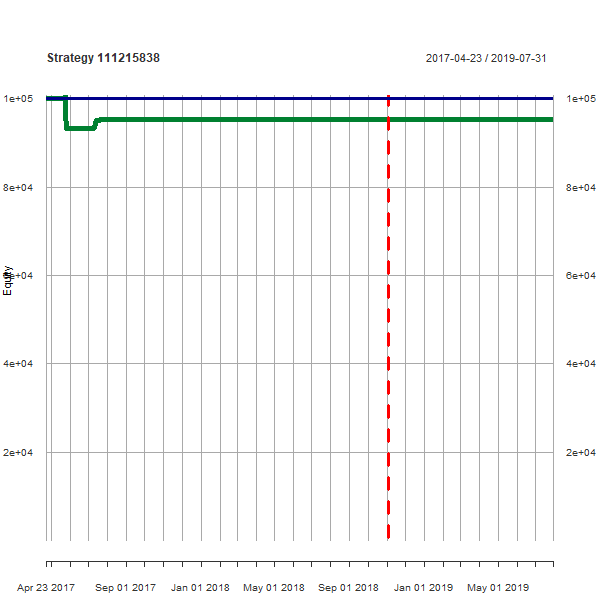 Strategy 111215838 2017-04-23 / 2019-07-31
1e+05 1e+05
8e+04 8e+04
6e+04 6e+04
Equity
4e+04 4e+04
2e+04 2e+04
Apr 23 2017 Sep 01 2017 Jan 01 2018 May 01 2018 Sep 01 2018 Jan 01 2019 May 01 2019